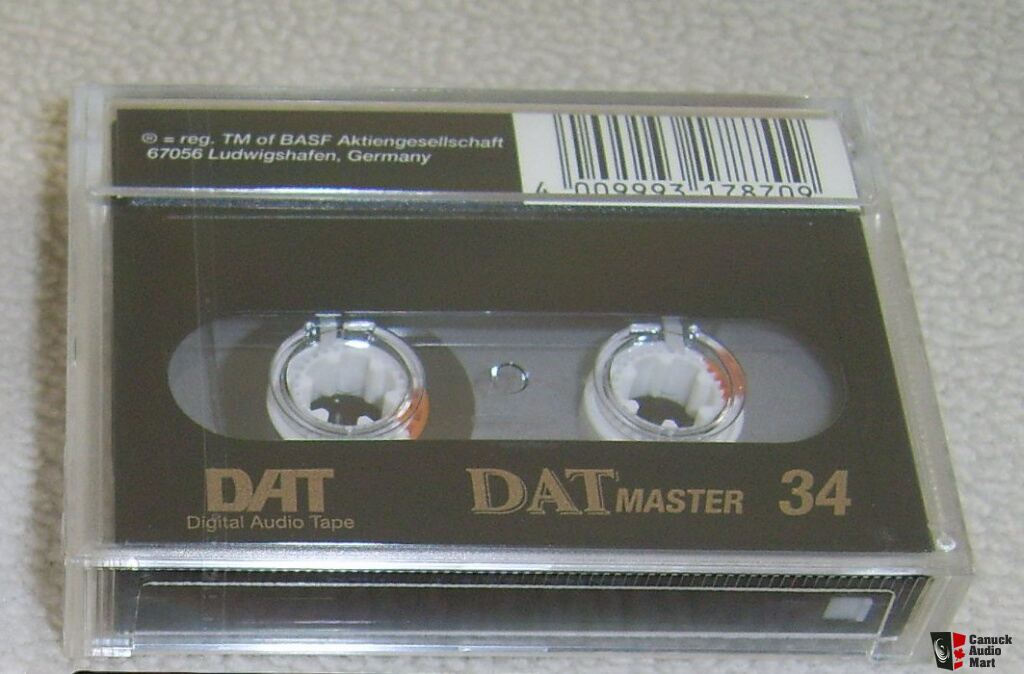 ® = reg. TM of BASF Aktiengesellschaft
67056 Ludwigshafen, Germany
4 009993 178709
DAT
Digital Audio Tape
DAT MASTER 34
Canuck
Audio
Mart